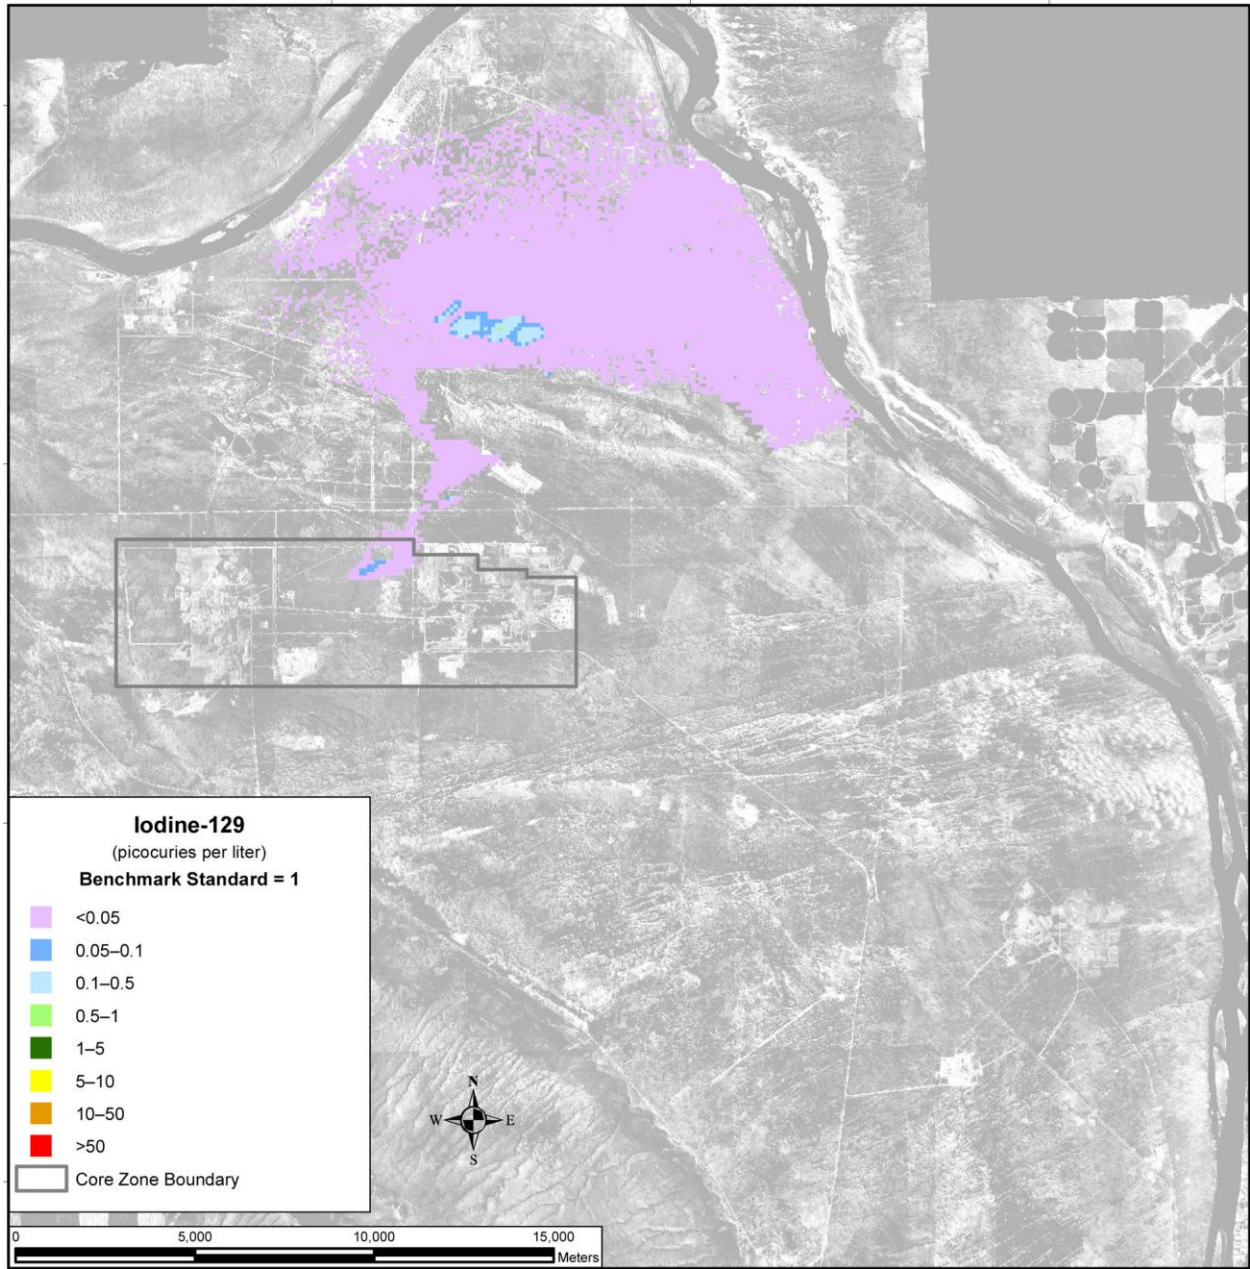 Iodine-129
(picocuries per liter)
Benchmark Standard = 1
<0.05
0.05–0.1
0.1–0.5
0.5–1
1–5
5–10
10–50
>50
Core Zone Boundary
N
W E
S
0 5,000 10,000 15,000
Meters